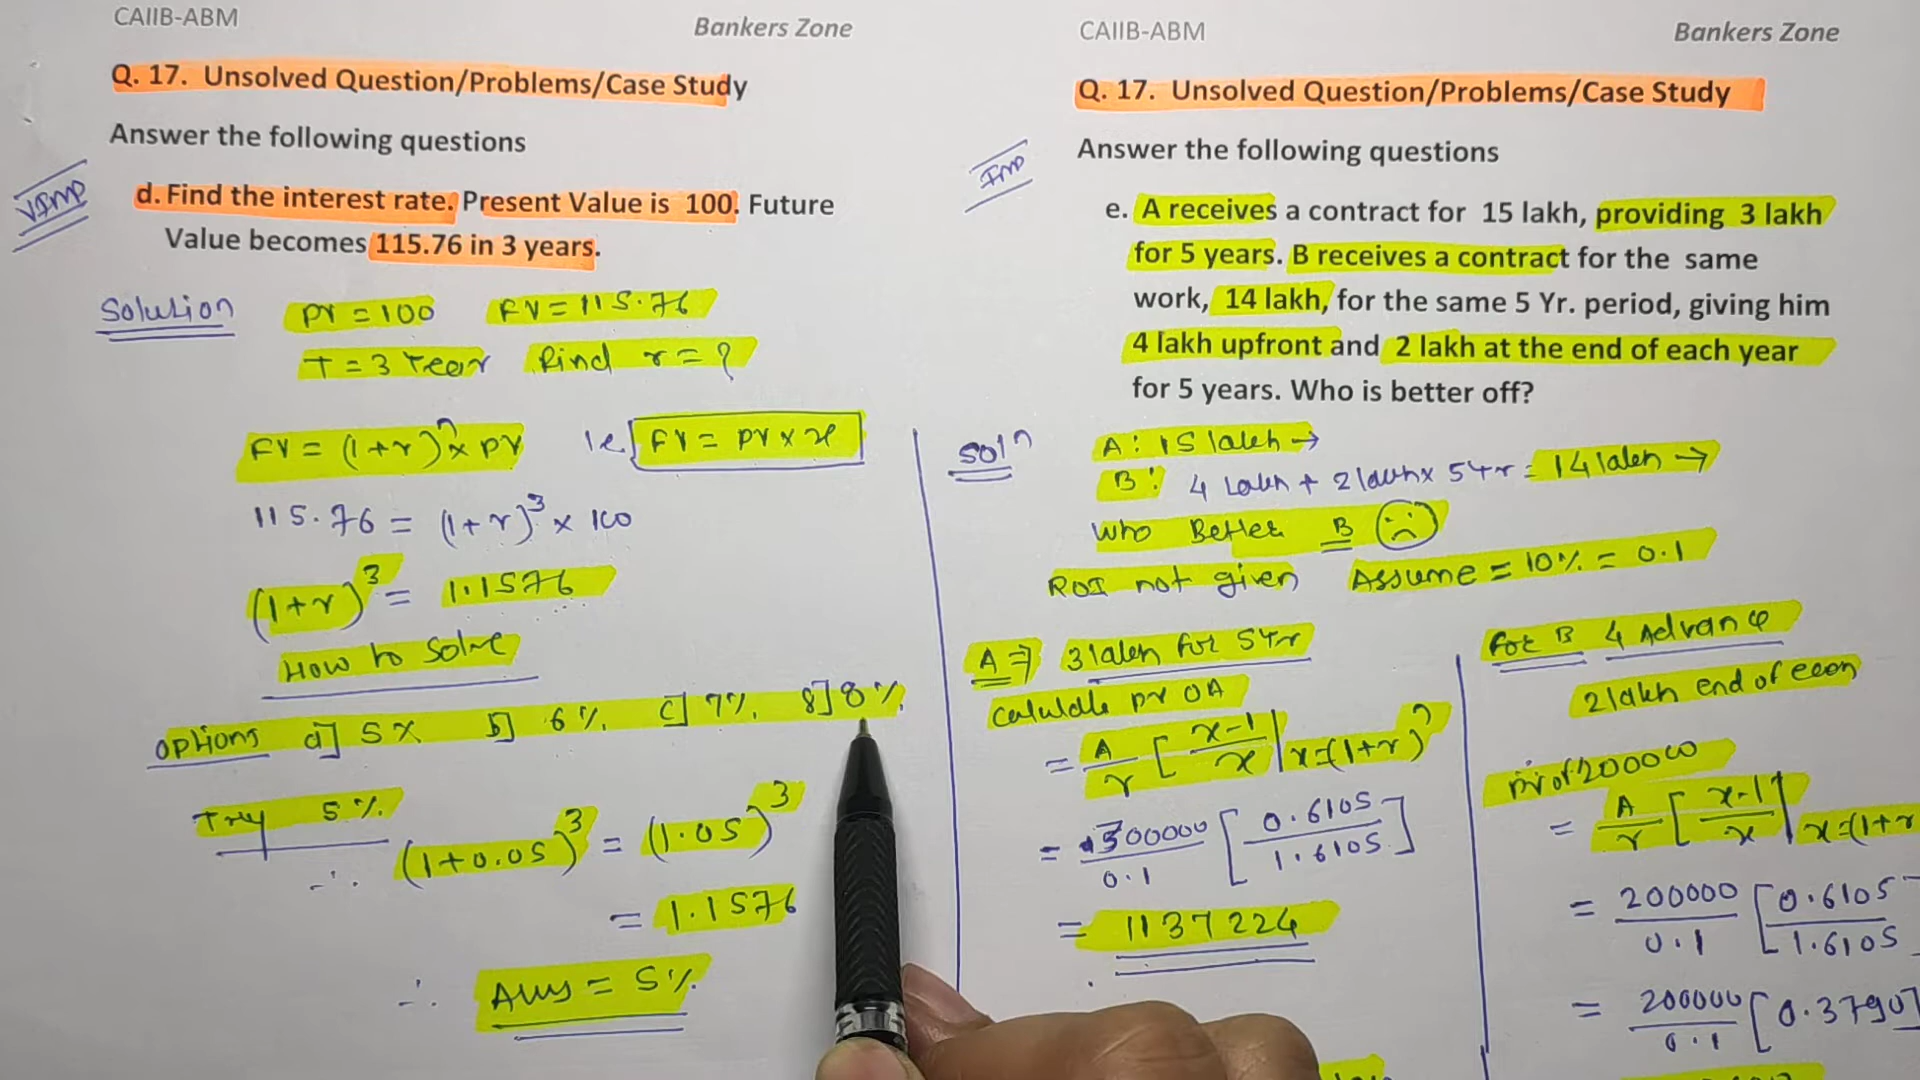 CAIIB-ABM
Bankers Zone
Q. 17. Unsolved Question/Problems/Case Study
Answer the following questions
VIMP
d. Find the interest rate. Present Value is 100. Future
Value becomes 115.76 in 3 years.
Solution
PV = 100 FV = 115.76
T = 3 Year Find r = ?
FV = (1+r)^n × PV i.e. FV = PV × x
115.76 = (1+r)^3 × 100
(1+r)^3 = 1.1576
How to solve
Options a] 5% b] 6% c] 7% 8] 8%
Try 5%
∴ (1+0.05)^3 = (1.05)^3
= 1.1576
∴ Ans = 5%
CAIIB-ABM
Bankers Zone
Q. 17. Unsolved Question/Problems/Case Study
Answer the following questions
Imp
e. A receives a contract for 15 lakh, providing 3 lakh
for 5 years. B receives a contract for the same
work, 14 lakh, for the same 5 Yr. period, giving him
4 lakh upfront and 2 lakh at the end of each year
for 5 years. Who is better off?
Soln
A: 15 lakh →
B: 4 Lakh + 2 lakh x 5 Yr = 14 lakh →
Who Better B
ROI not given Assume = 10% = 0.1
A ⇒ 3 lakh for 5 Yr
Calculate PV OA
= A/r [x-1/x] x=(1+r)^n
= 300000/0.1 [0.6105/1.6105]
= 1137224
for B 4 Advance
2 lakh end of each
PV of 200000
= A/r [x-1/x] x=(1+r
= 200000/0.1 [0.6105/1.6105
= 200000/0.1 [0.3790]